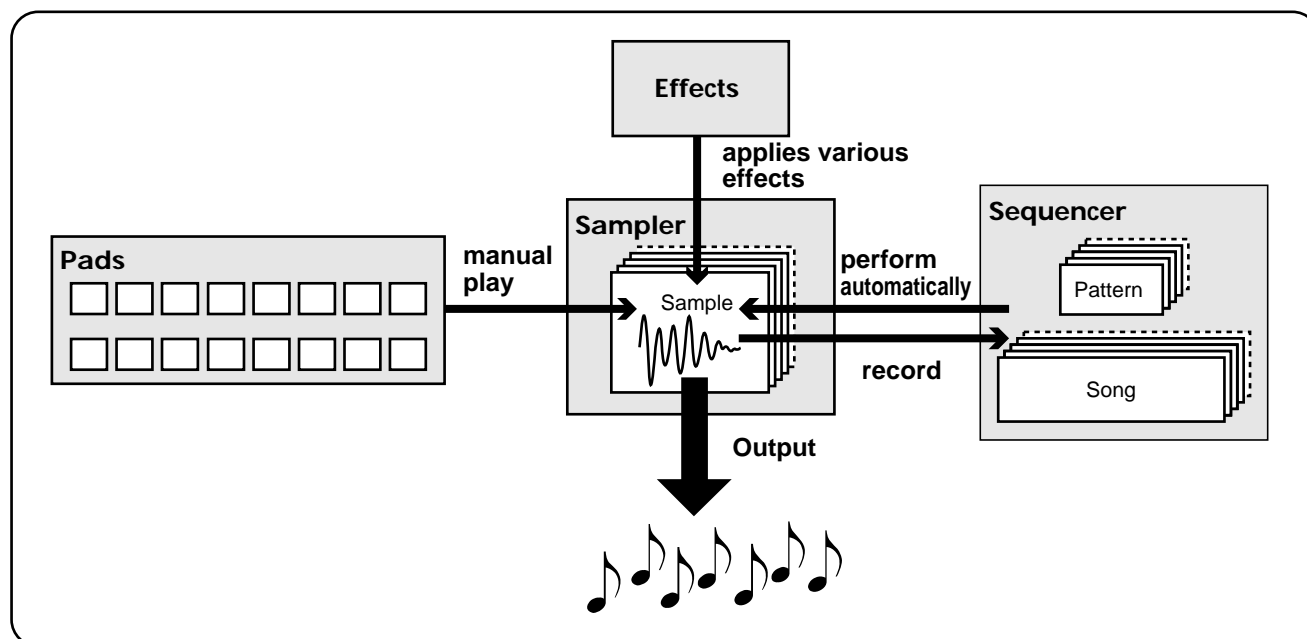 Effects
applies various
effects
Sampler
Sample
Pads
manual
play
perform
automatically
record
Sequencer
Pattern
Song
Output